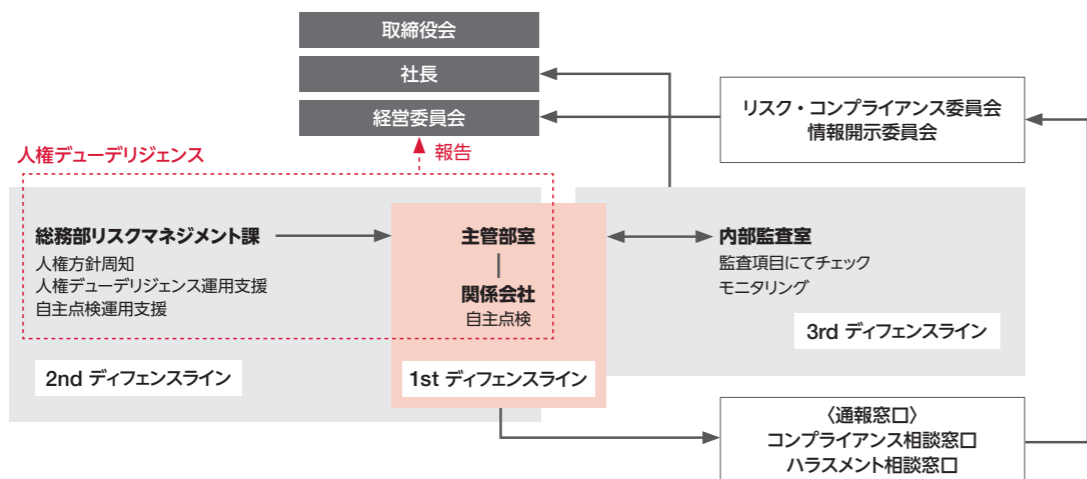 取締役会
社長
経営委員会
リスク・コンプライアンス委員会
情報開示委員会
人権デューデリジェンス
報告
総務部リスクマネジメント課
人権方針周知
人権デューデリジェンス運用支援
自主点検運用支援
主管部室
関係会社
自主点検
内部監査室
監査項目にてチェック
モニタリング
3rd ディフェンスライン
2nd ディフェンスライン
1st ディフェンスライン
〈通報窓口〉
コンプライアンス相談窓口
ハラスメント相談窓口